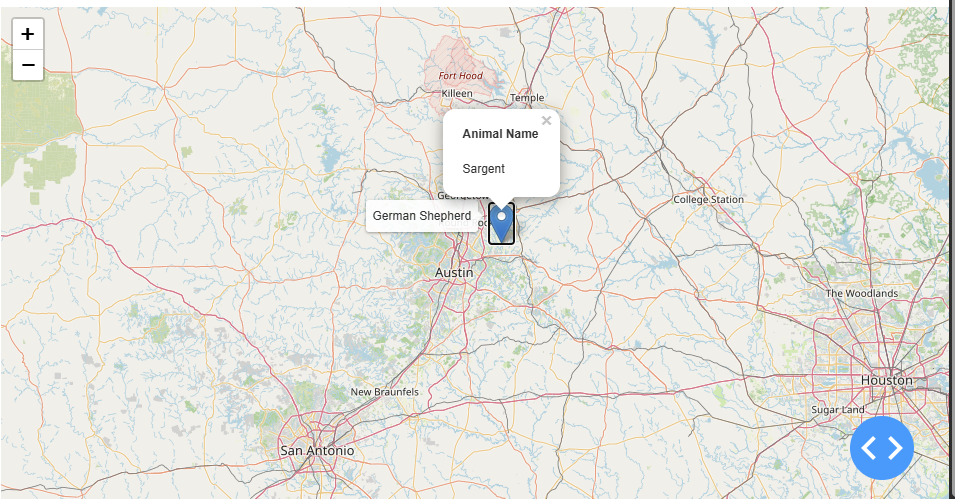 +
−
Fort Hood
Killeen
Temple
×
Animal Name
Sargent
College Station
German Shepherd
Austin
The Woodlands
Houston
New Braunfels
Sugar Land
San Antonio